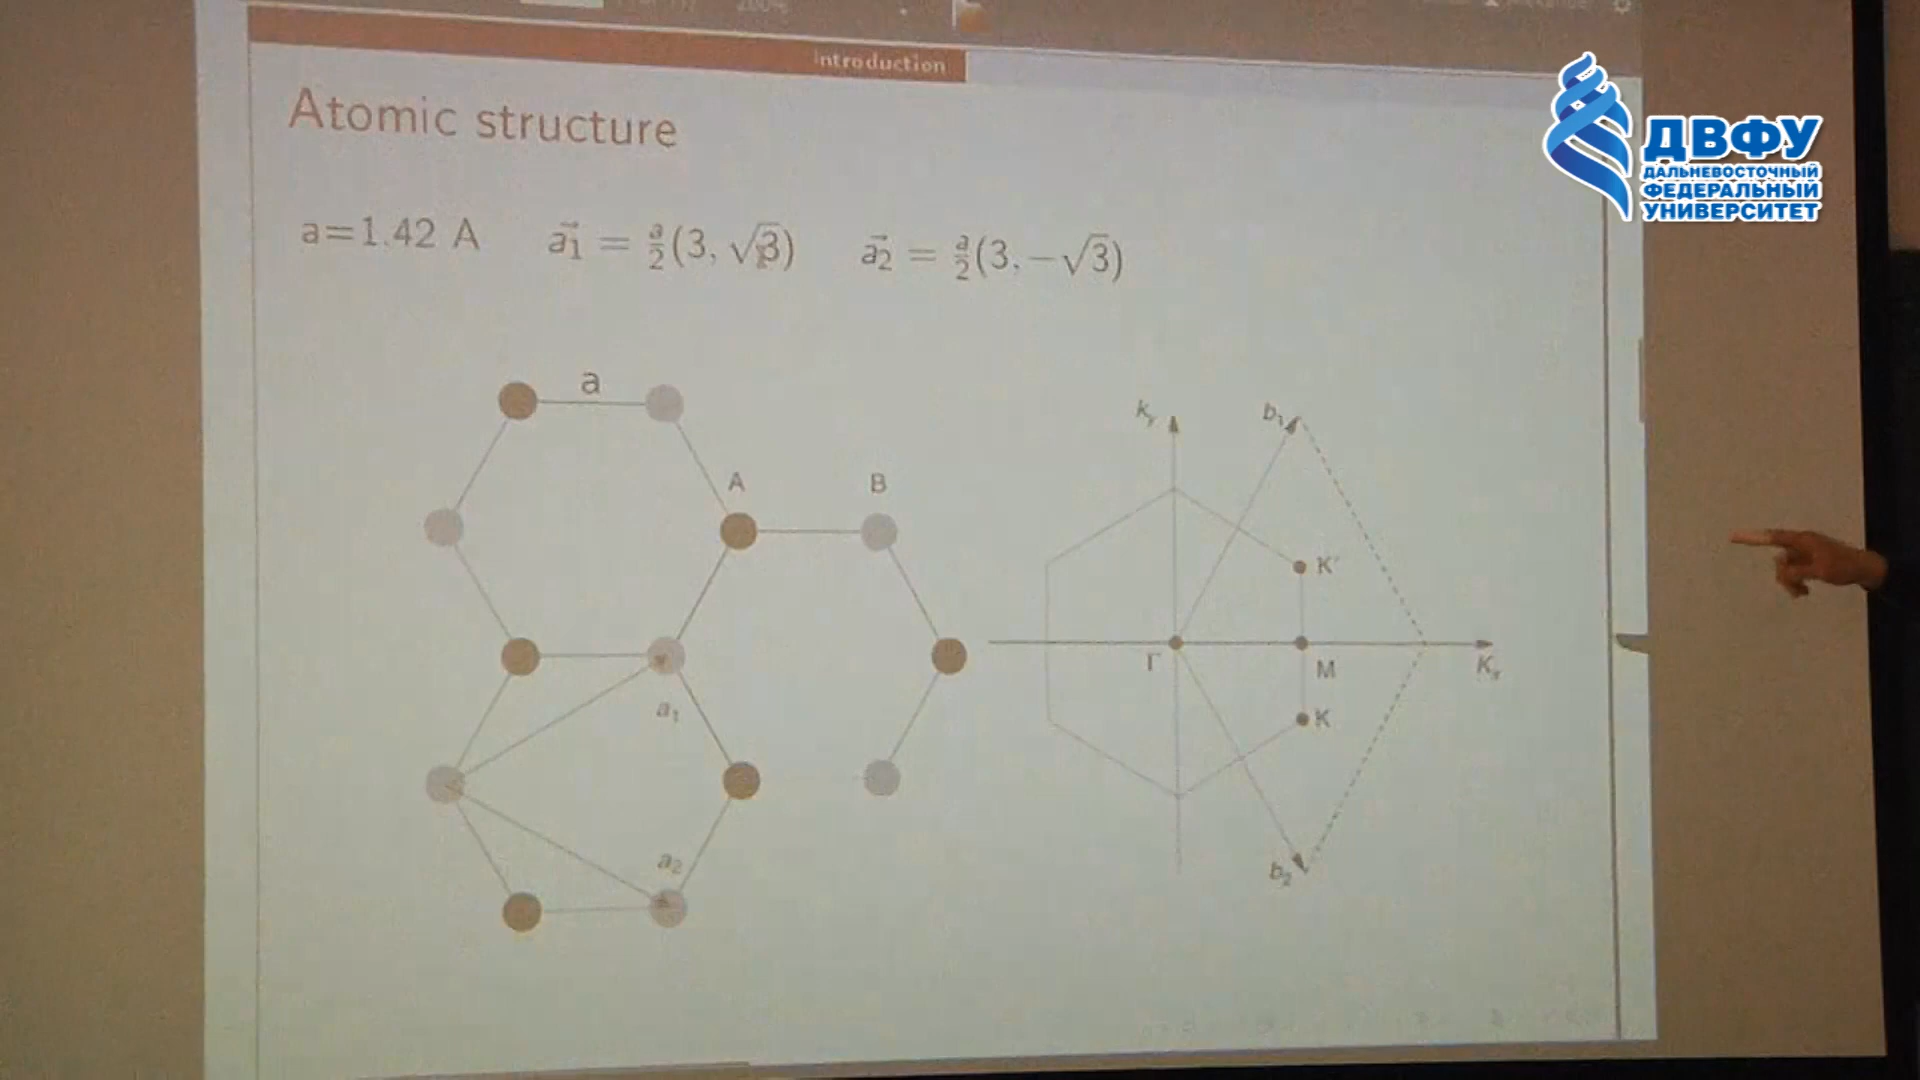 Introduction
Atomic structure
a=1.42 A a⃗1 = a/2(3, √3) a⃗2 = a/2(3, −√3)
a
A B
a1
a2
ky
b1
K'
Γ M Kx
K
b2
ДВФУ
ДАЛЬНЕВОСТОЧНЫЙ
ФЕДЕРАЛЬНЫЙ
УНИВЕРСИТЕТ